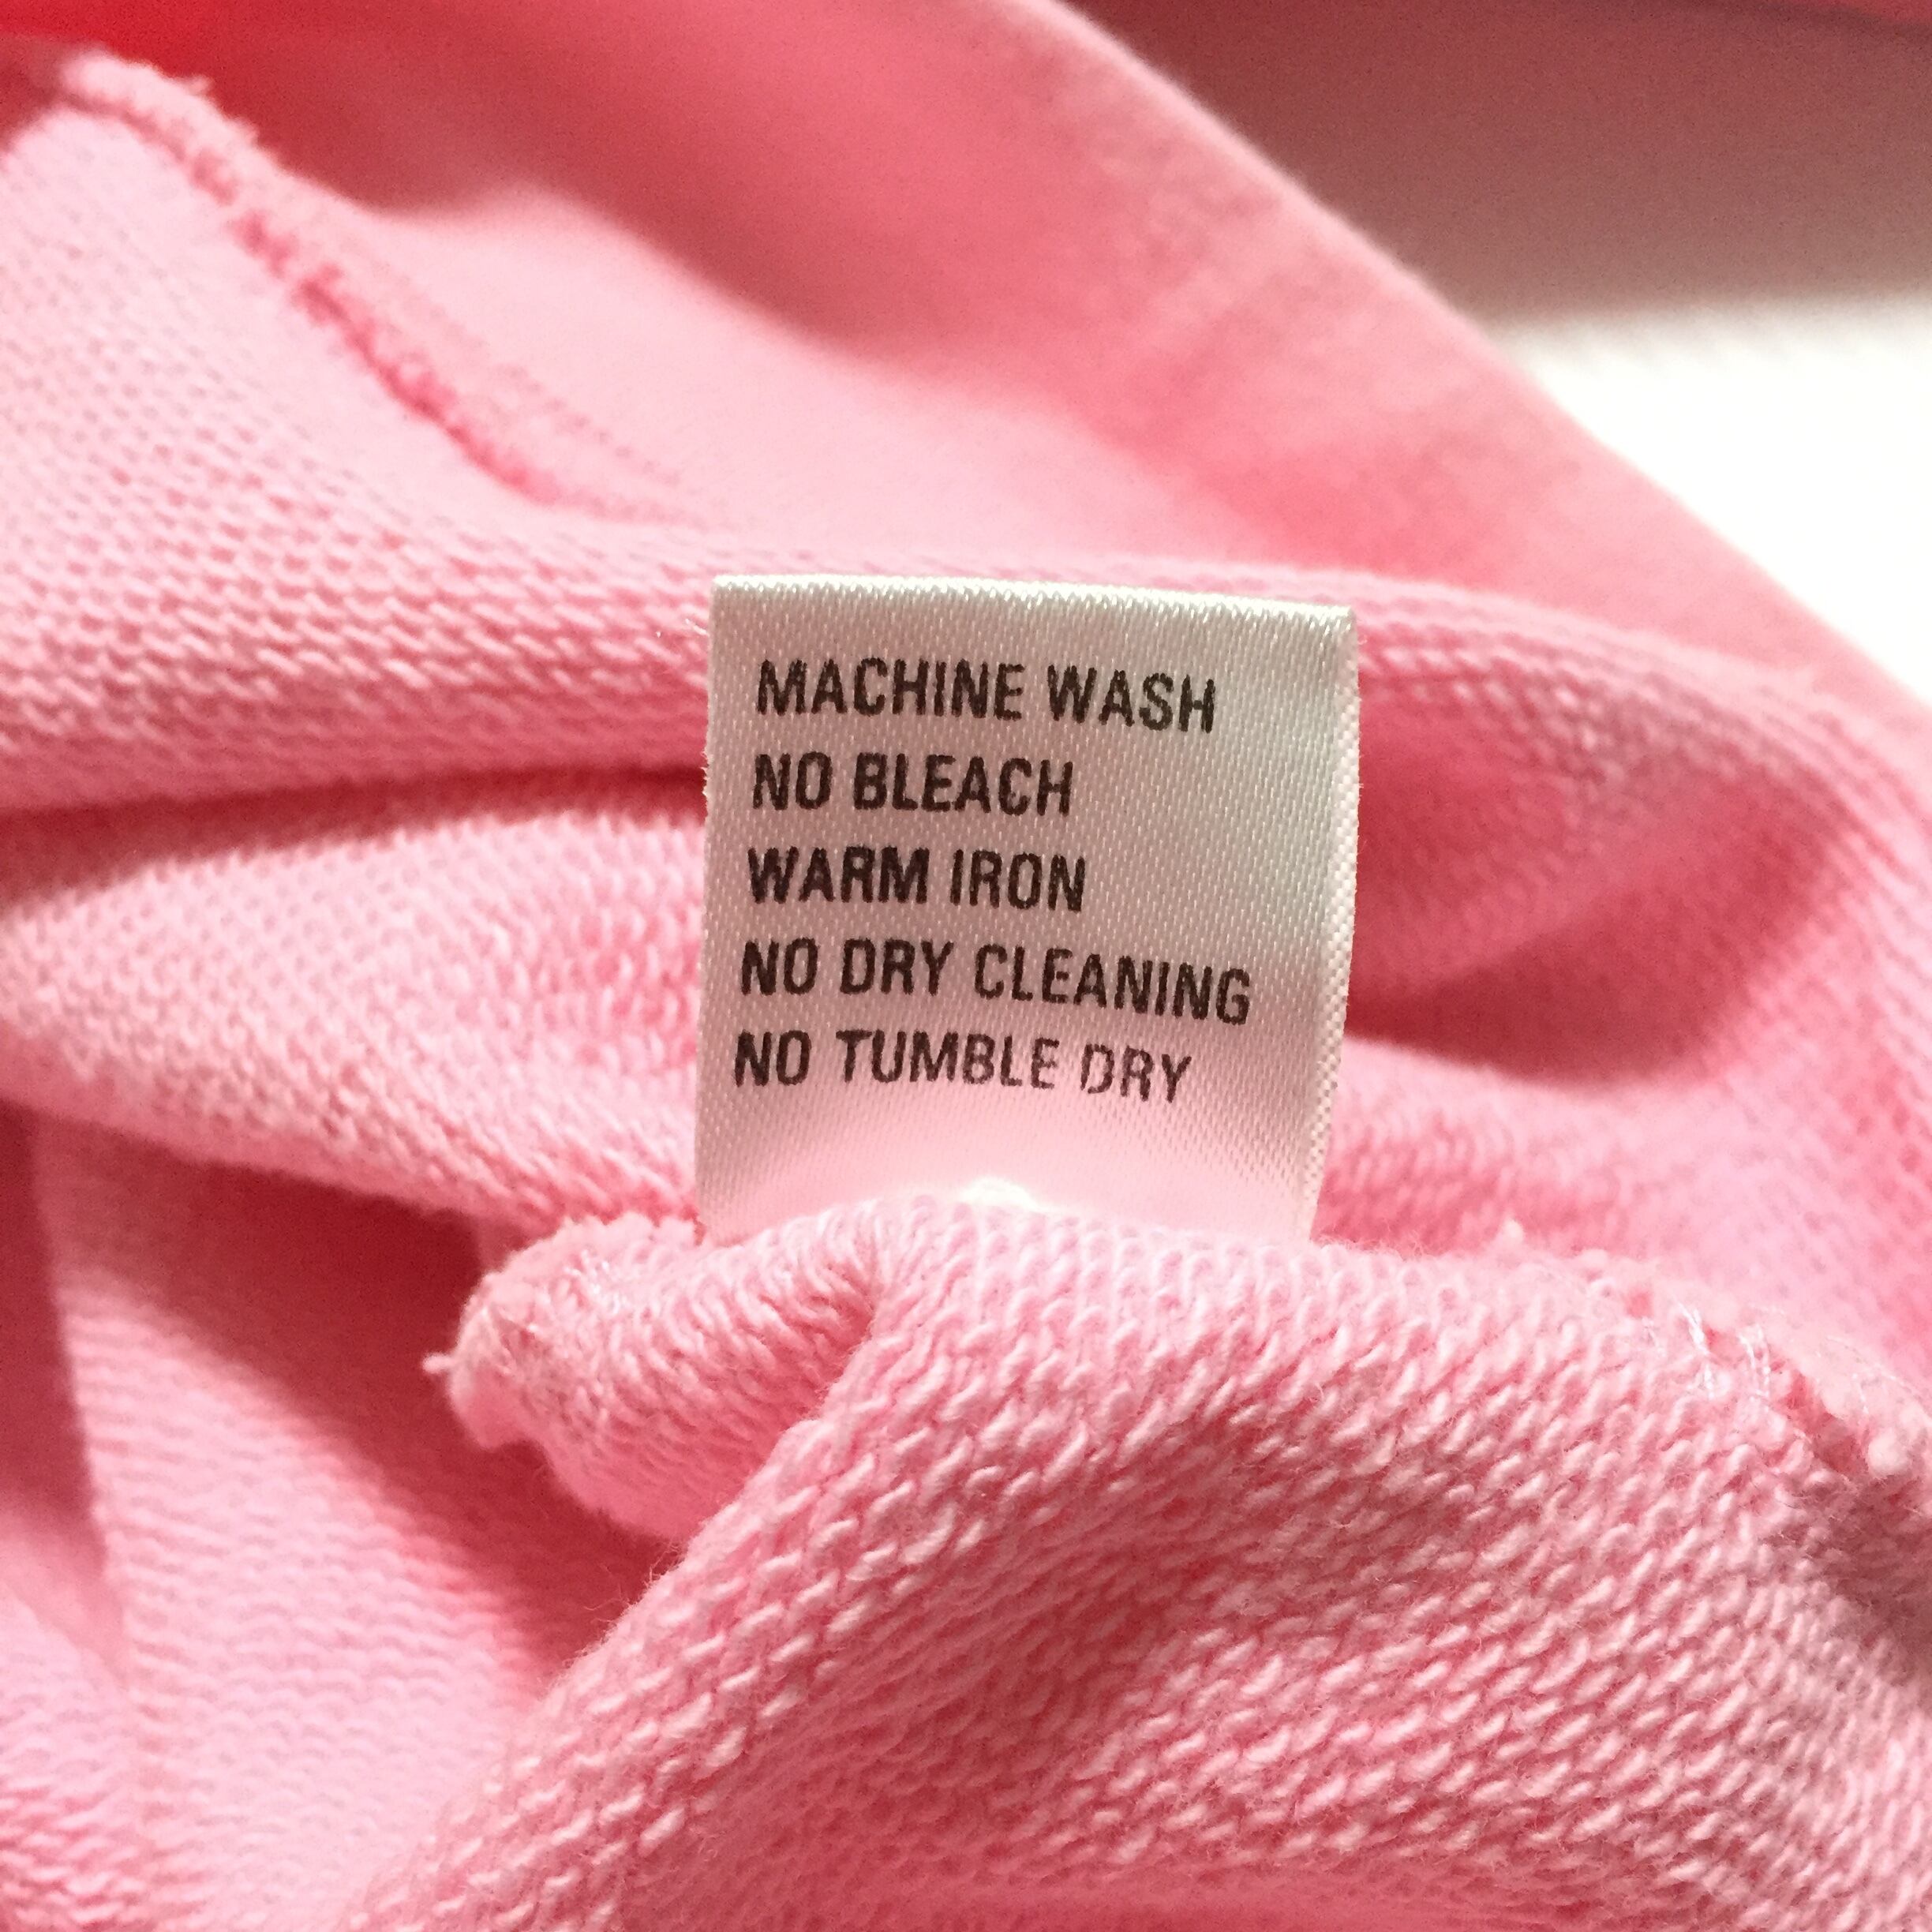 MACHINE WASH
NO BLEACH
WARM IRON
NO DRY CLEANING
NO TUMBLE DRY